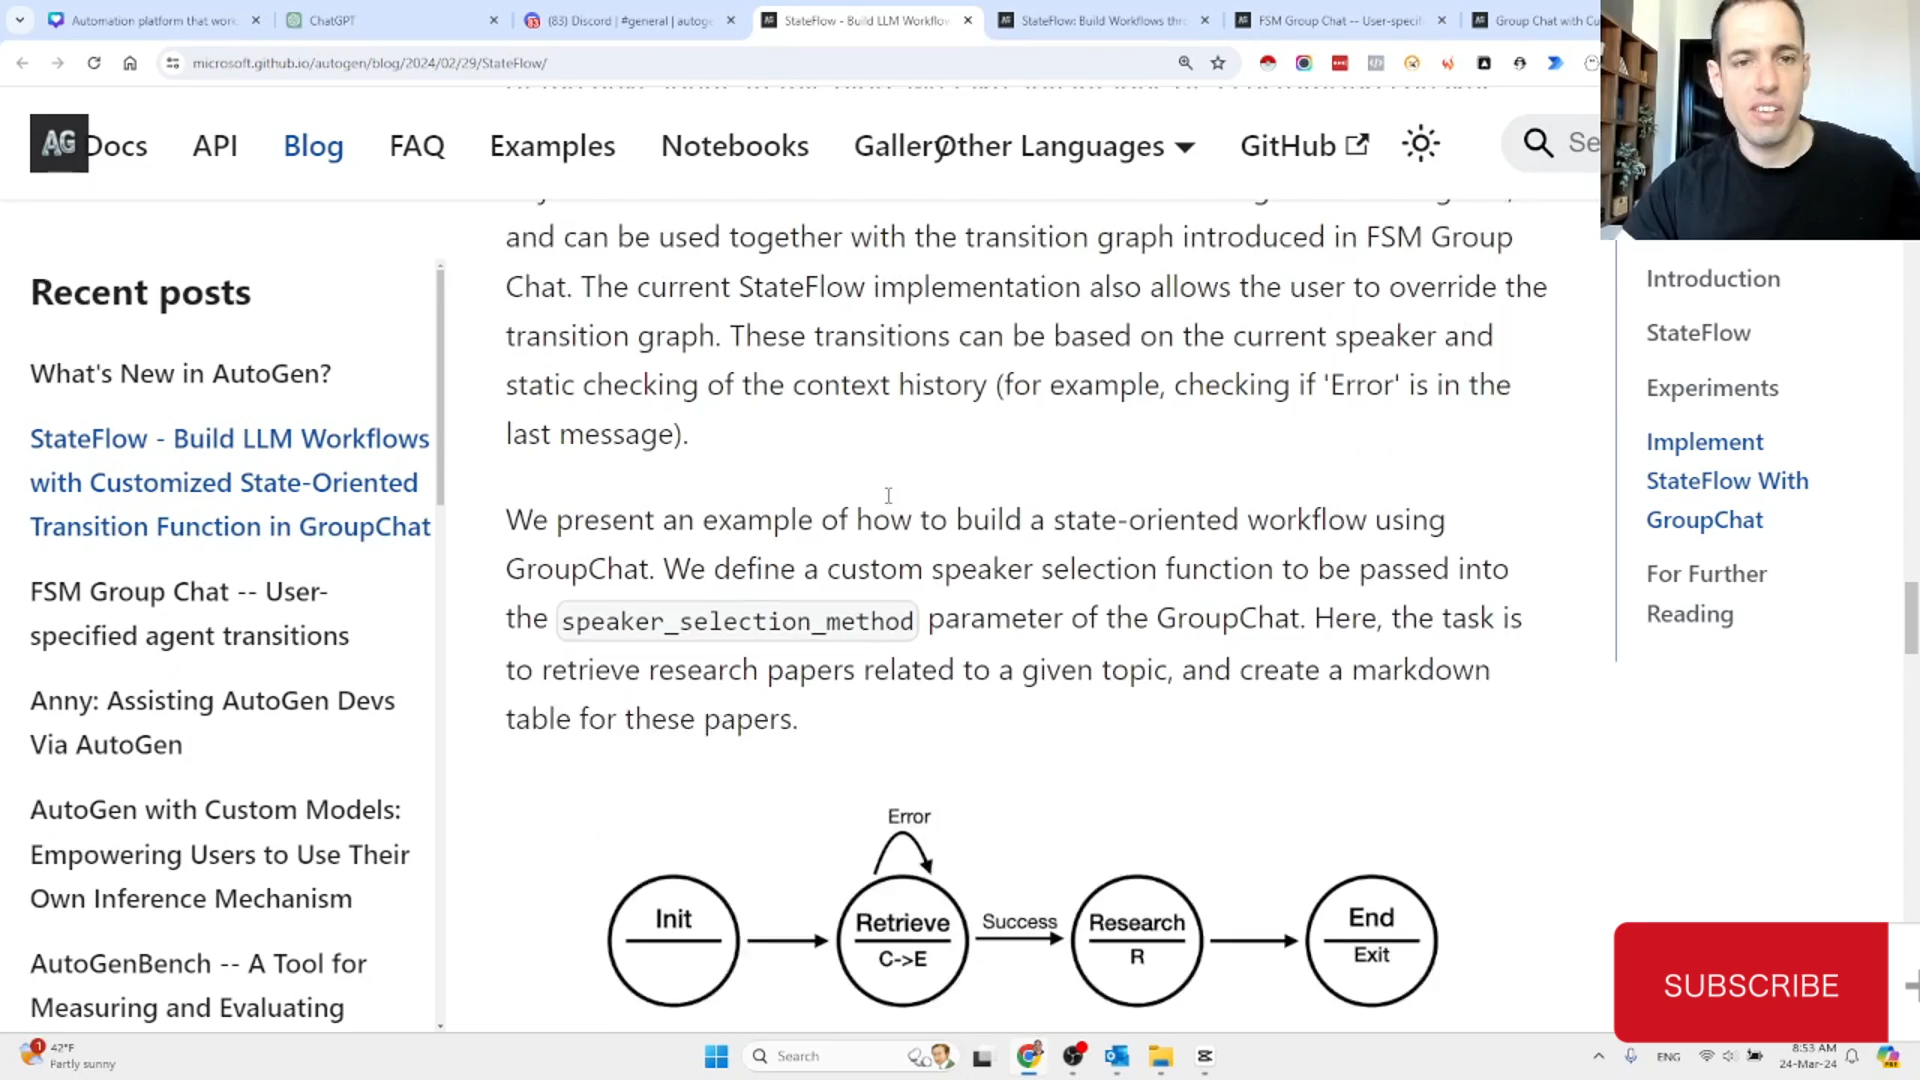 Automation platform that work
ChatGPT
(83) Discord | #general | autoge
StateFlow - Build LLM Workflow
StateFlow: Build Workflows thr
FSM Group Chat -- User-specif
Group Chat with Cu
microsoft.github.io/autogen/blog/2024/02/29/StateFlow/
AG
Docs
API
Blog
FAQ
Examples
Notebooks
Gallery
Other Languages
GitHub
Se
Recent posts
What's New in AutoGen?
StateFlow - Build LLM Workflows
with Customized State-Oriented
Transition Function in GroupChat
FSM Group Chat -- User-
specified agent transitions
Anny: Assisting AutoGen Devs
Via AutoGen
AutoGen with Custom Models:
Empowering Users to Use Their
Own Inference Mechanism
AutoGenBench -- A Tool for
Measuring and Evaluating
and can be used together with the transition graph introduced in FSM Group
Chat. The current StateFlow implementation also allows the user to override the
transition graph. These transitions can be based on the current speaker and
static checking of the context history (for example, checking if 'Error' is in the
last message).
We present an example of how to build a state-oriented workflow using
GroupChat. We define a custom speaker selection function to be passed into
the speaker_selection_method parameter of the GroupChat. Here, the task is
to retrieve research papers related to a given topic, and create a markdown
table for these papers.
Error
Init
Retrieve
C->E
Success
Research
R
End
Exit
Introduction
StateFlow
Experiments
Implement
StateFlow With
GroupChat
For Further
Reading
SUBSCRIBE
1
42°F
Partly sunny
Search
ENG
8:53 AM
24-Mar-24